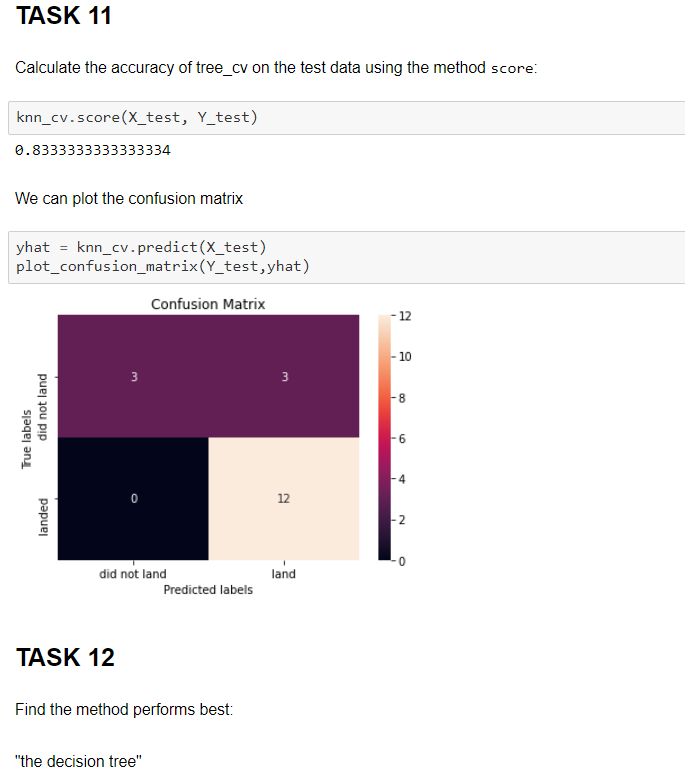 TASK 11
Calculate the accuracy of tree_cv on the test data using the method score:
knn_cv.score(X_test, Y_test)
0.8333333333333334
We can plot the confusion matrix
yhat = knn_cv.predict(X_test)
plot_confusion_matrix(Y_test,yhat)
Confusion Matrix
True labels
did not land
landed
3
3
0
12
did not land
land
Predicted labels
12
10
8
6
4
2
0
TASK 12
Find the method performs best:
"the decision tree"